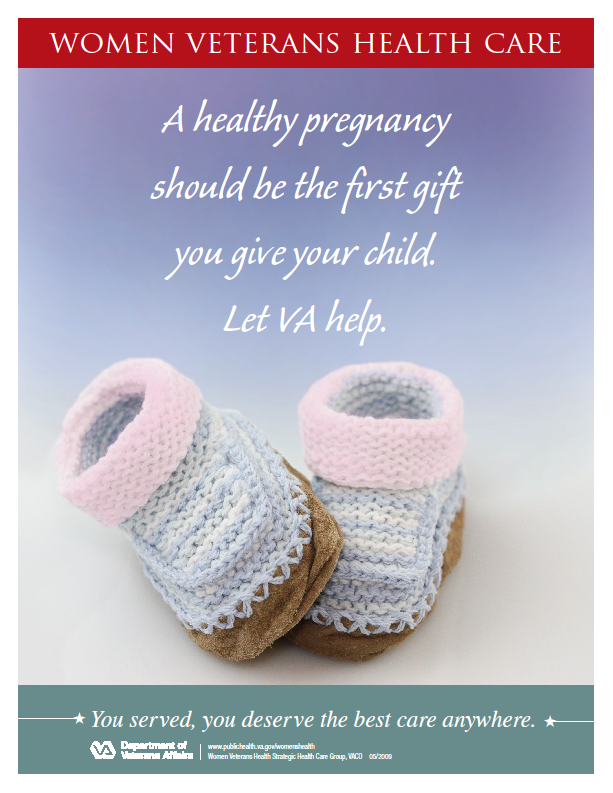 WOMEN VETERANS HEALTH CARE
A healthy pregnancy
should be the first gift
you give your child.
Let VA help.
You served, you deserve the best care anywhere.
VA
Department of
Veterans Affairs
www.publichealth.va.gov/womenshealth
Women Veterans Health Strategic Health Care Group, VACO 05/2009